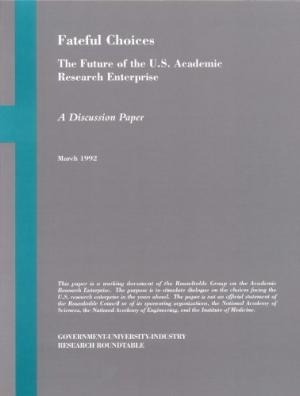 Fateful Choices
The Future of the U.S. Academic
Research Enterprise
A Discussion Paper
March 1992
This paper is a working document of the Roundtable Group on the Academic
Research Enterprise. The purpose is to stimulate dialogue on the choices facing the
U.S. research enterprise in the years ahead. The paper is not an official statement of
the Roundtable Council or of its sponsoring organizations, the National Academy of
Sciences, the National Academy of Engineering, and the Institute of Medicine.
GOVERNMENT-UNIVERSITY-INDUSTRY
RESEARCH ROUNDTABLE